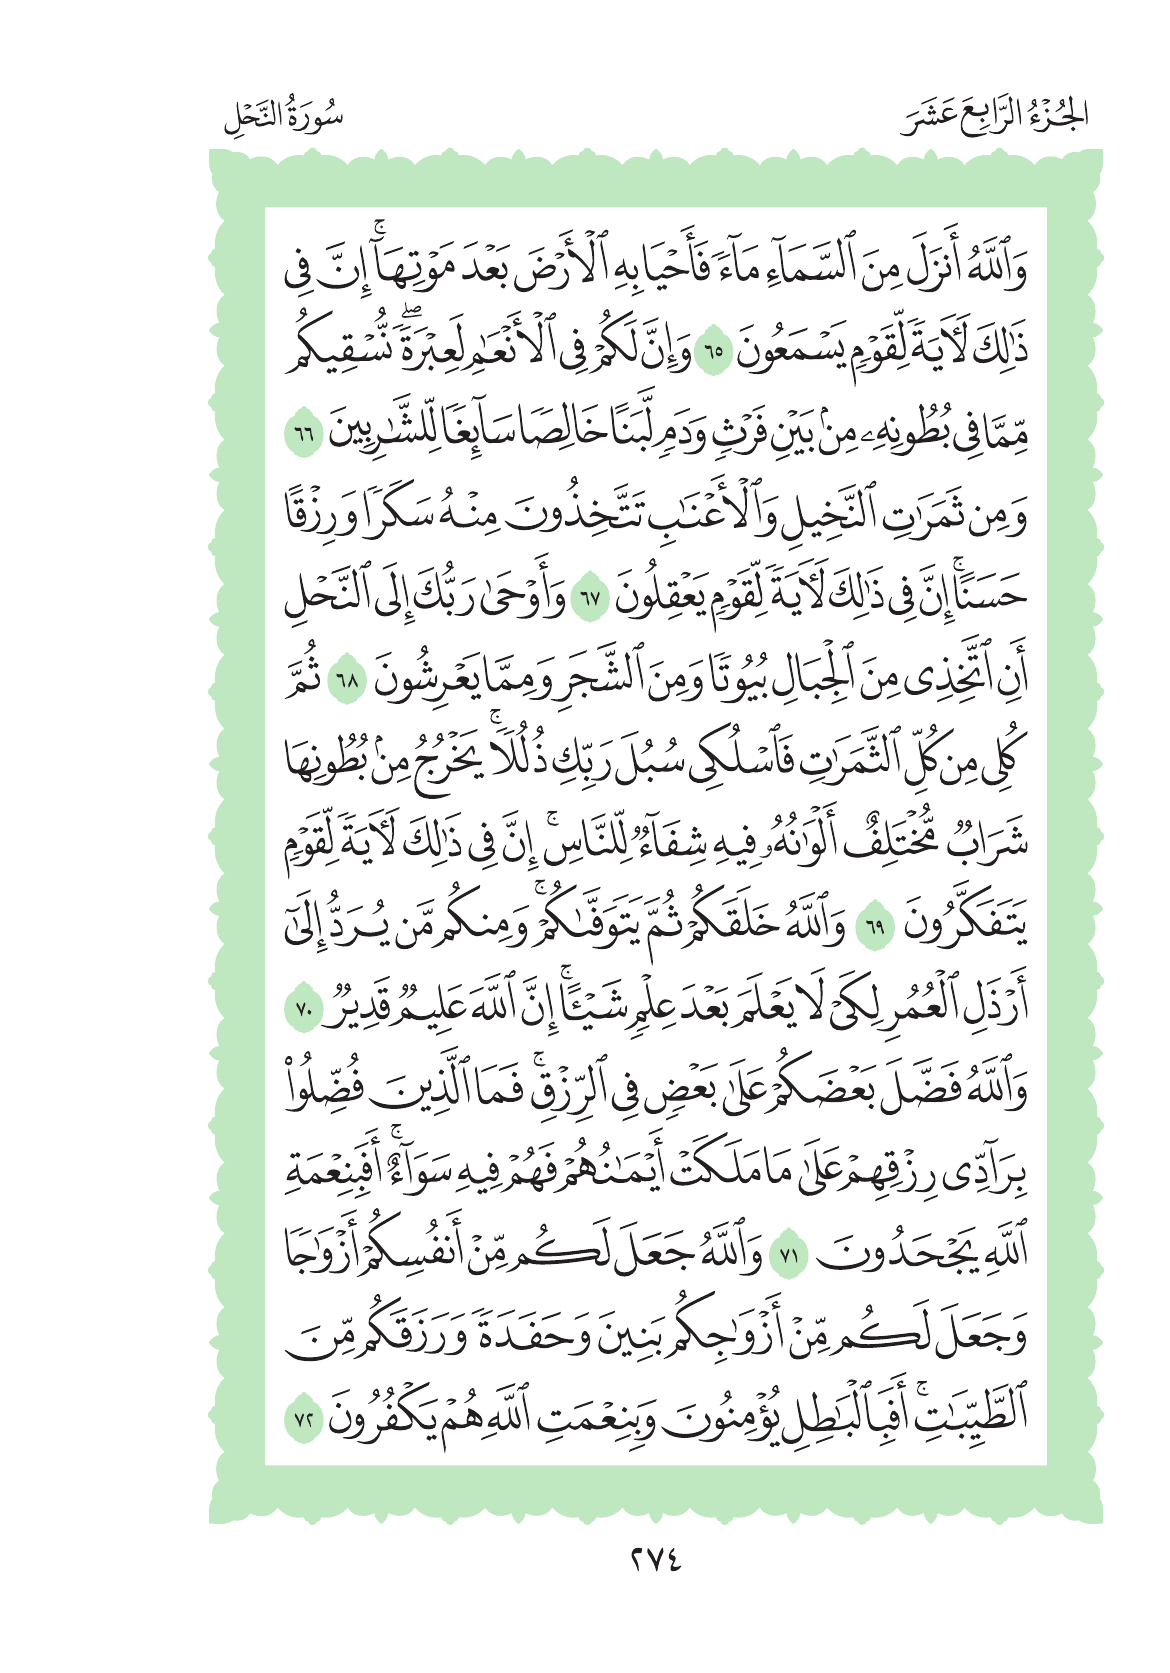 الجُزْءُ الرَّابِعَ عَشَرَ
سُورَةُ النَّحْلِ
وَٱللَّهُ أَنزَلَ مِنَ ٱلسَّمَآءِ مَآءً فَأَحْيَا بِهِ ٱلْأَرْضَ بَعْدَ مَوْتِهَآ ۚ إِنَّ فِى
ذَٰلِكَ لَـَٔايَةً لِّقَوْمٍ يَسْمَعُونَ ٦٥ وَإِنَّ لَكُمْ فِى ٱلْأَنْعَـٰمِ لَعِبْرَةً ۖ نُّسْقِيكُم
مِّمَّا فِى بُطُونِهِۦ مِنۢ بَيْنِ فَرْثٍ وَدَمٍ لَّبَنًا خَالِصًا سَآئِغًا لِّلشَّـٰرِبِينَ ٦٦
وَمِن ثَمَرَٰتِ ٱلنَّخِيلِ وَٱلْأَعْنَـٰبِ تَتَّخِذُونَ مِنْهُ سَكَرًا وَرِزْقًا
حَسَنًا ۗ إِنَّ فِى ذَٰلِكَ لَـَٔايَةً لِّقَوْمٍ يَعْقِلُونَ ٦٧ وَأَوْحَىٰ رَبُّكَ إِلَى ٱلنَّحْلِ
أَنِ ٱتَّخِذِى مِنَ ٱلْجِبَالِ بُيُوتًا وَمِنَ ٱلشَّجَرِ وَمِمَّا يَعْرِشُونَ ٦٨ ثُمَّ
كُلِى مِن كُلِّ ٱلثَّمَرَٰتِ فَٱسْلُكِى سُبُلَ رَبِّكِ ذُلُلًا ۚ يَخْرُجُ مِنۢ بُطُونِهَا
شَرَابٌ مُّخْتَلِفٌ أَلْوَٰنُهُۥ فِيهِ شِفَآءٌ لِّلنَّاسِ ۚ إِنَّ فِى ذَٰلِكَ لَـَٔايَةً لِّقَوْمٍ
يَتَفَكَّرُونَ ٦٩ وَٱللَّهُ خَلَقَكُمْ ثُمَّ يَتَوَفَّىٰكُمْ ۚ وَمِنكُم مَّن يُرَدُّ إِلَىٰٓ
أَرْذَلِ ٱلْعُمُرِ لِكَىْ لَا يَعْلَمَ بَعْدَ عِلْمٍ شَيْـًٔا ۚ إِنَّ ٱللَّهَ عَلِيمٌ قَدِيرٌ ٧٠
وَٱللَّهُ فَضَّلَ بَعْضَكُمْ عَلَىٰ بَعْضٍ فِى ٱلرِّزْقِ ۚ فَمَا ٱلَّذِينَ فُضِّلُوا۟
بِرَآدِّى رِزْقِهِمْ عَلَىٰ مَا مَلَكَتْ أَيْمَـٰنُهُمْ فَهُمْ فِيهِ سَوَآءٌ ۚ أَفَبِنِعْمَةِ
ٱللَّهِ يَجْحَدُونَ ٧١ وَٱللَّهُ جَعَلَ لَكُم مِّنْ أَنفُسِكُمْ أَزْوَٰجًا
وَجَعَلَ لَكُم مِّنْ أَزْوَٰجِكُم بَنِينَ وَحَفَدَةً وَرَزَقَكُم مِّنَ
ٱلطَّيِّبَـٰتِ ۚ أَفَبِٱلْبَـٰطِلِ يُؤْمِنُونَ وَبِنِعْمَتِ ٱللَّهِ هُمْ يَكْفُرُونَ ٧٢
٢٧٤